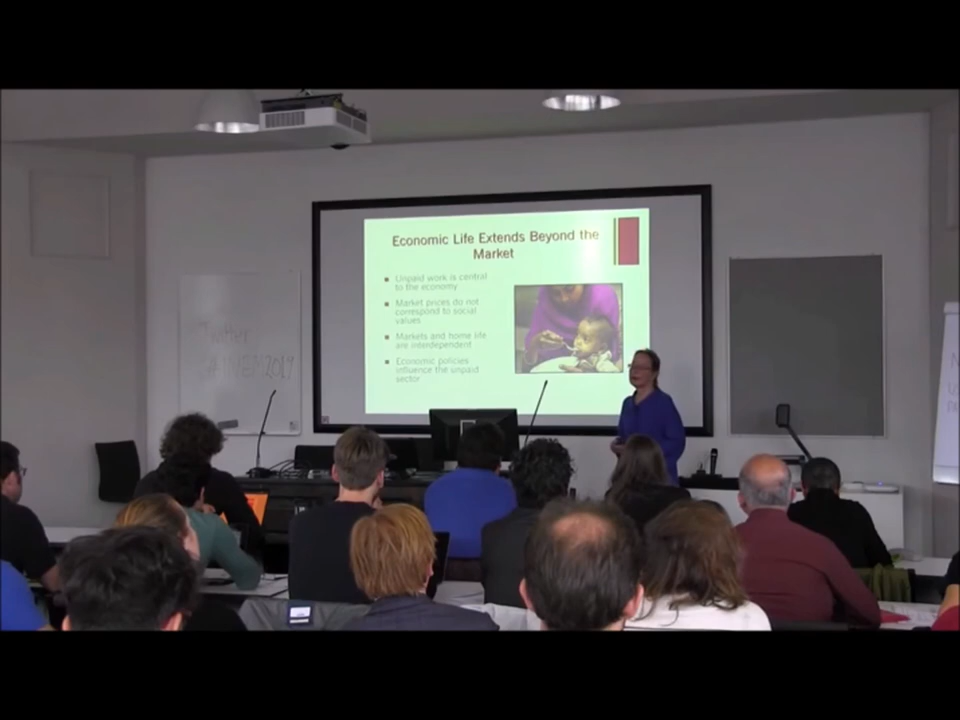 Economic Life Extends Beyond the
Market
Unpaid work is central
to the economy
Market prices do not
correspond to social
values
Markets and home life
are interdependent
Economic policies
influence the unpaid
sector
Twitter